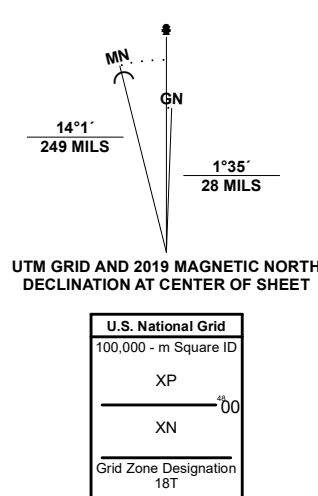 MN
GN
14°1´
249 MILS
1°35´
28 MILS
UTM GRID AND 2019 MAGNETIC NORTH
DECLINATION AT CENTER OF SHEET
U.S. National Grid
100,000 - m Square ID
XP
4800
XN
Grid Zone Designation
18T